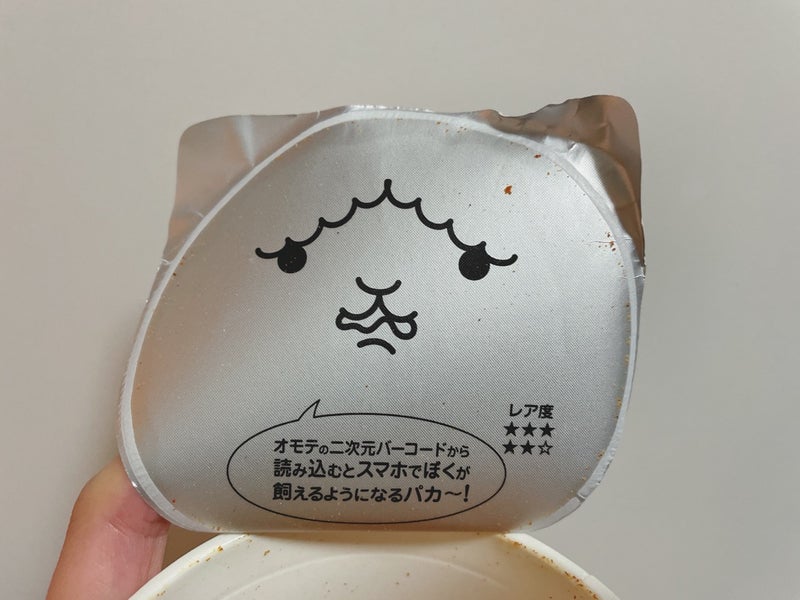 オモテの二次元バーコードから
読み込むとスマホでぼくが
飼えるようになるパカ～!
レア度
★★★
★★☆